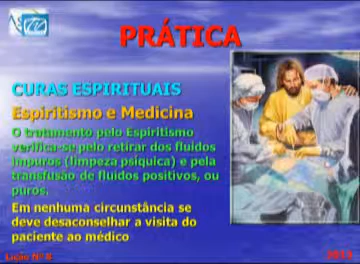 PRÁTICA
CURAS ESPIRITUAIS
Espiritismo e Medicina
O tratamento pelo Espiritismo
verifica-se pelo retirar dos fluidos
impuros (limpeza psíquica) e pela
transfusão de fluidos positivos, ou
puros.
Em nenhuma circunstância se
deve desaconselhar a visita do
paciente ao médico
Lição Nº 8